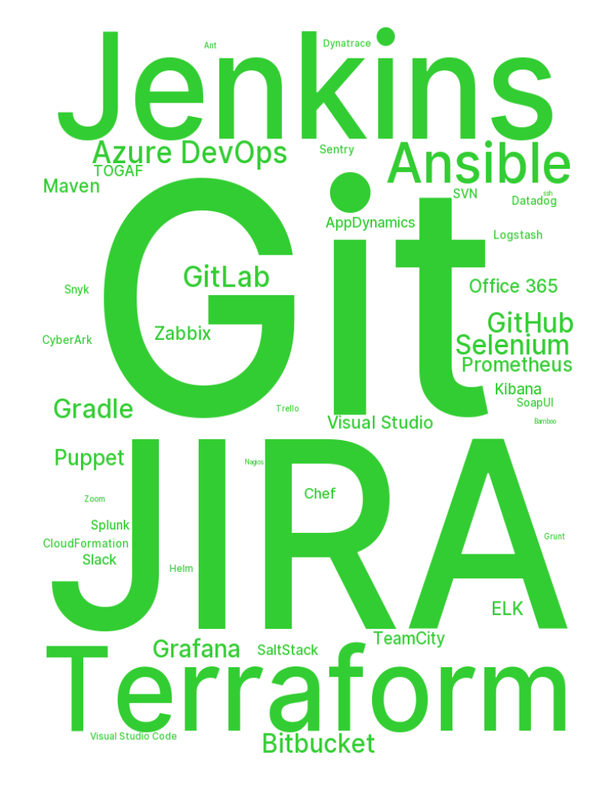 Jenkins
Ant
Dynatrace
Azure DevOps
Sentry
Ansible
TOGAF
Maven
SVN
ssh
Datadog
Git
AppDynamics
Logstash
GitLab
Office 365
Snyk
GitHub
Zabbix
CyberArk
Selenium
Prometheus
Kibana
SoapUI
Gradle
Trello
Visual Studio
Bamboo
JIRA
Puppet
Nagios
Chef
Zoom
Splunk
Grunt
CloudFormation
Slack
Helm
ELK
TeamCity
Grafana
SaltStack
Terraform
Visual Studio Code
Bitbucket